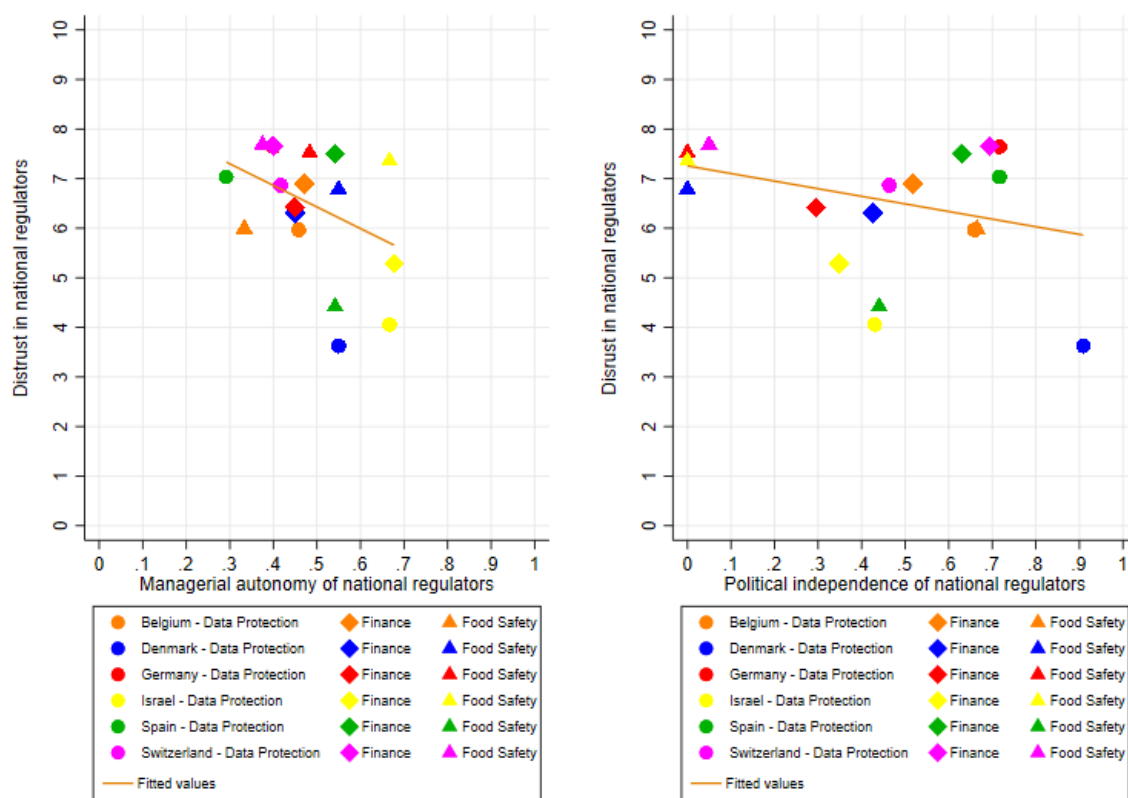 Distrust in national regulators
10
9
8
7
6
5
4
3
2
1
0
0 .1 .2 .3 .4 .5 .6 .7 .8 .9 1
Managerial autonomy of national regulators
Belgium - Data Protection Finance Food Safety
Denmark - Data Protection Finance Food Safety
Germany - Data Protection Finance Food Safety
Israel - Data Protection Finance Food Safety
Spain - Data Protection Finance Food Safety
Switzerland - Data Protection Finance Food Safety
Fitted values
Disrust in national regulators
10
9
8
7
6
5
4
3
2
1
0
0 .1 .2 .3 .4 .5 .6 .7 .8 .9 1
Political independence of national regulators
Belgium - Data Protection Finance Food Safety
Denmark - Data Protection Finance Food Safety
Germany - Data Protection Finance Food Safety
Israel - Data Protection Finance Food Safety
Spain - Data Protection Finance Food Safety
Switzerland - Data Protection Finance Food Safety
Fitted values